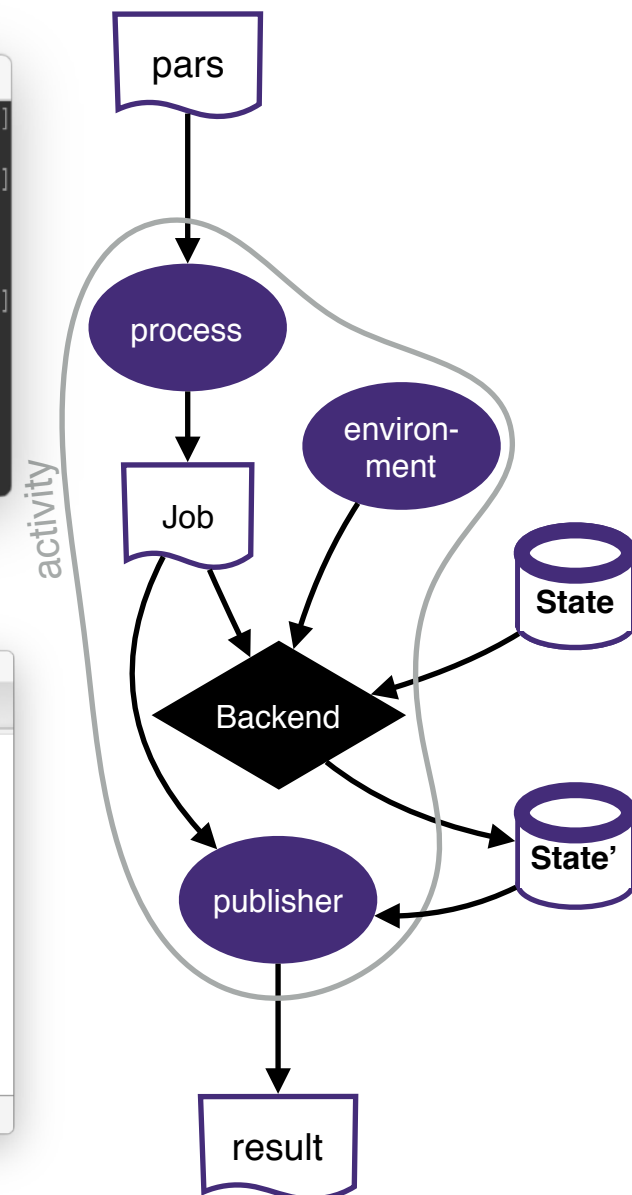 pars
]
]
]
process
environ-
ment
activity
Job
State
Backend
State’
publisher
result